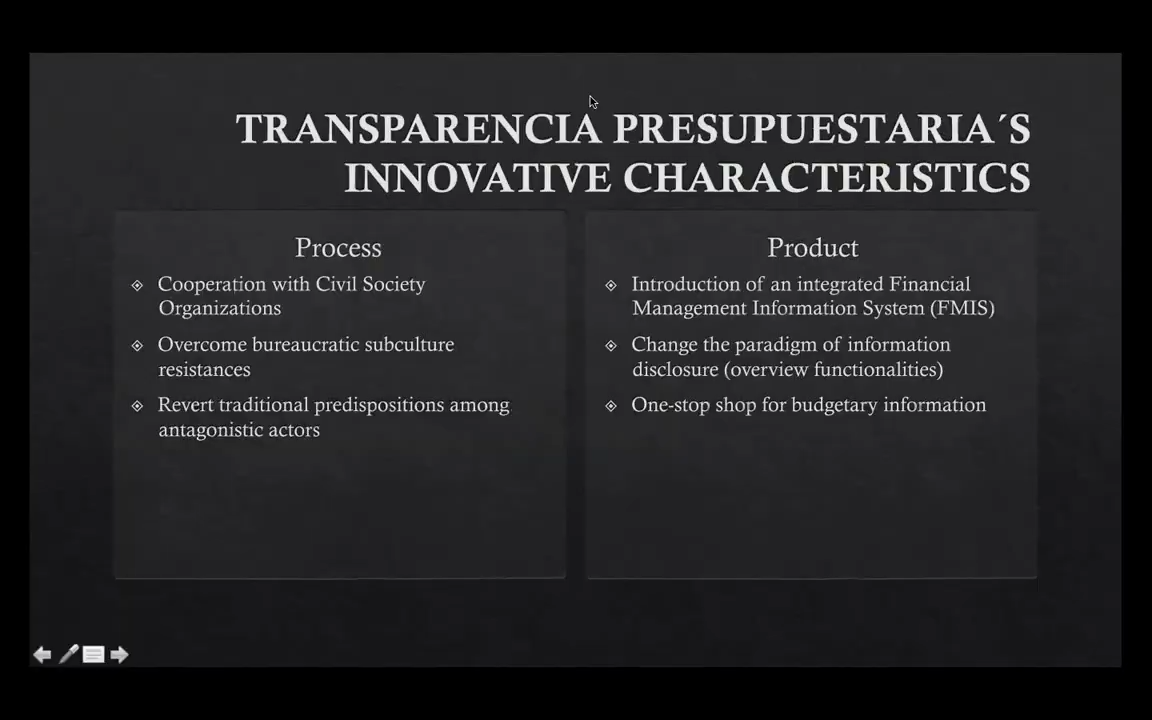 TRANSPARENCIA PRESUPUESTARIA´S
INNOVATIVE CHARACTERISTICS
Process
Cooperation with Civil Society
Organizations
Overcome bureaucratic subculture
resistances
Revert traditional predispositions among
antagonistic actors
Product
Introduction of an integrated Financial
Management Information System (FMIS)
Change the paradigm of information
disclosure (overview functionalities)
One-stop shop for budgetary information